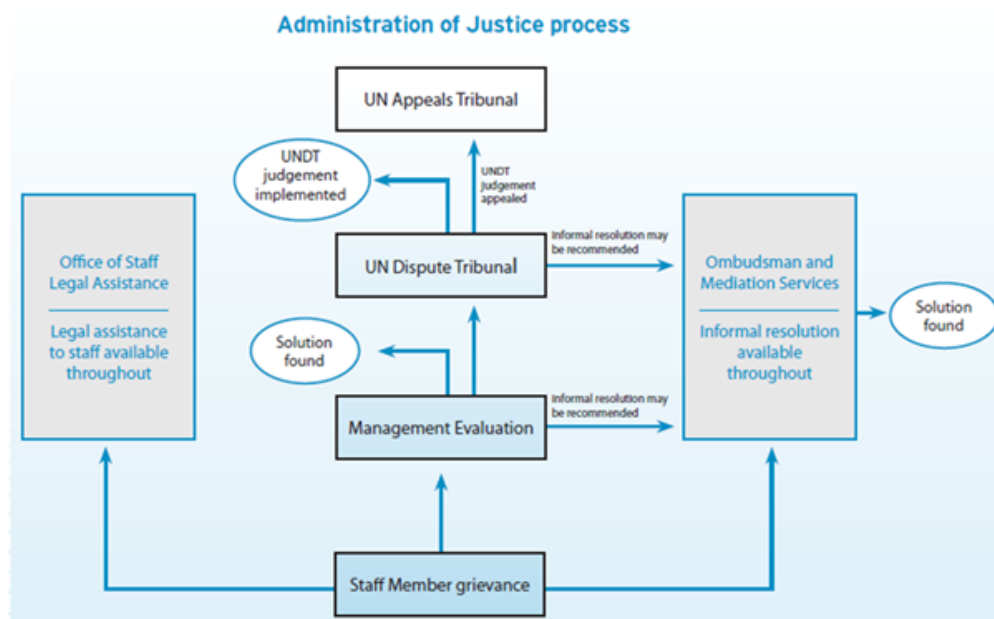 Administration of Justice process
UN Appeals Tribunal
UNDT
judgement
implemented
UNDT
judgement
appealed
Office of Staff
Legal Assistance
Legal assistance
to staff available
throughout
UN Dispute Tribunal
Informal resolution may
be recommended
Ombudsman and
Mediation Services
Informal resolution
available
throughout
Solution
found
Solution
found
Management Evaluation
Informal resolution may
be recommended
Staff Member grievance